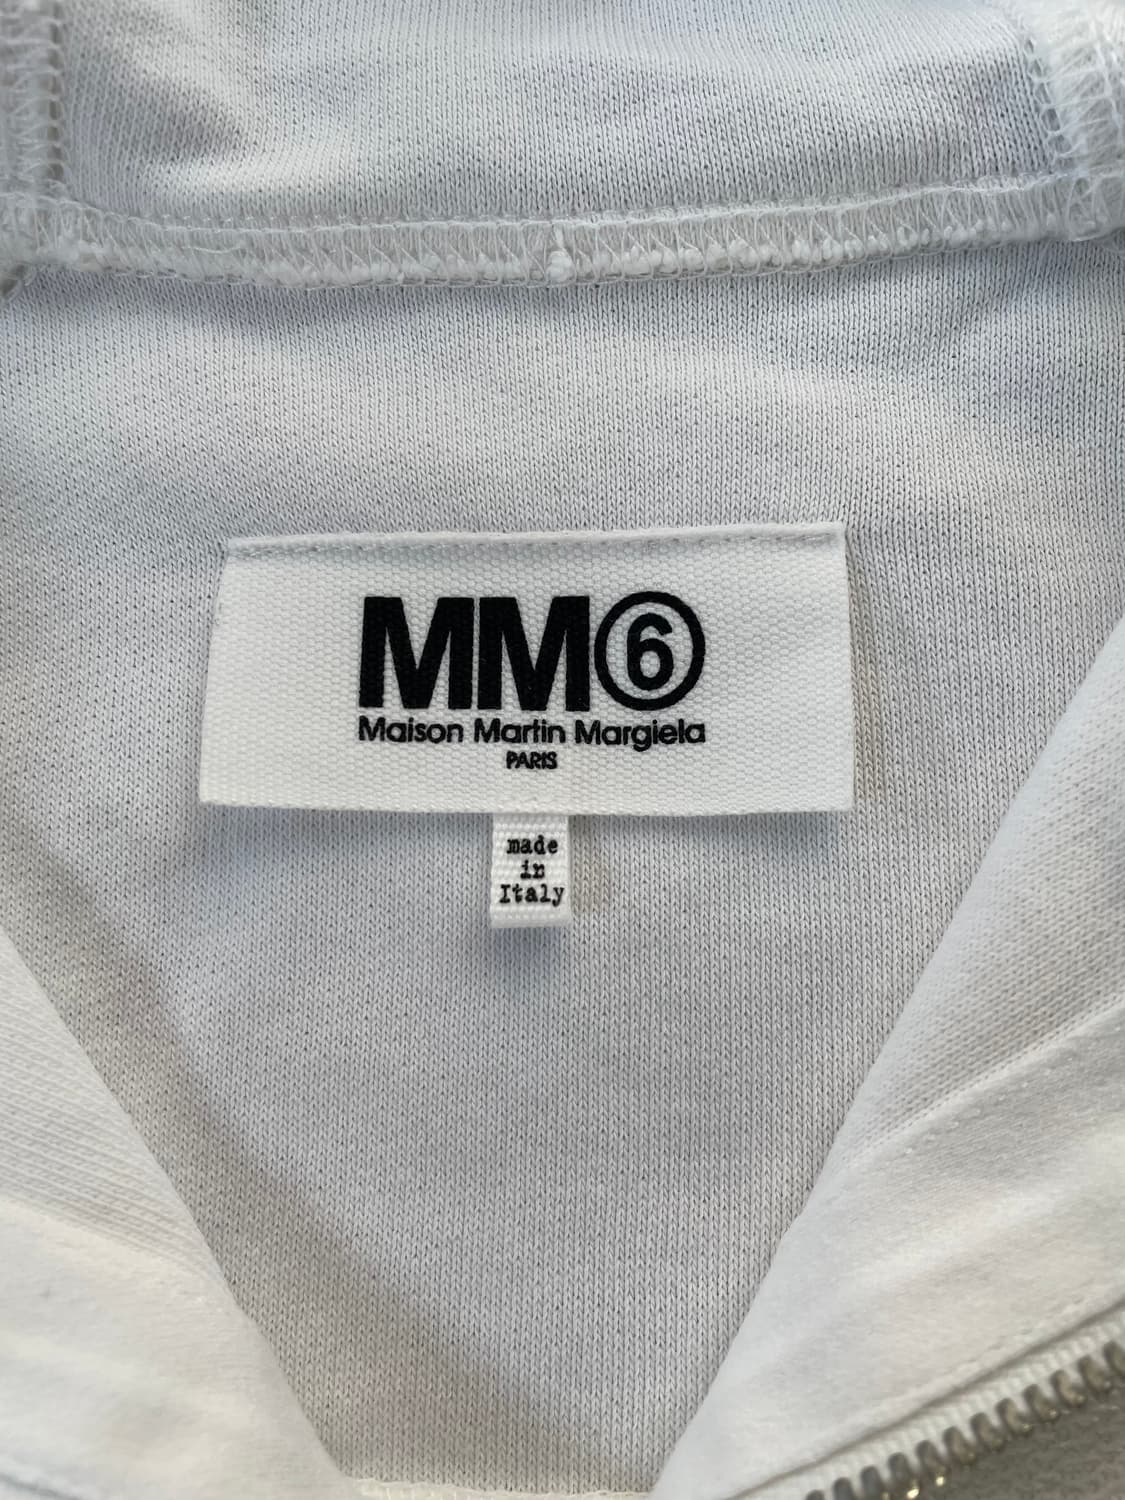 MM⑥
Maison Martin Margiela
PARIS
made
in
Italy